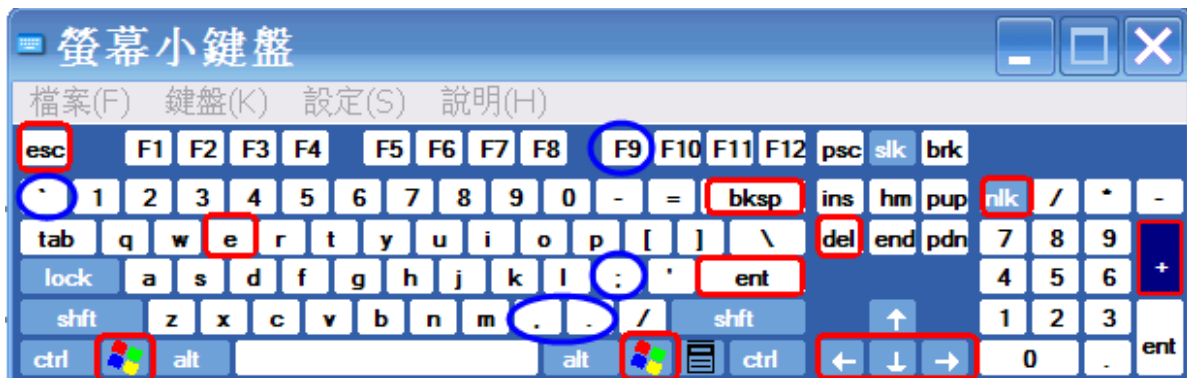 螢幕小鍵盤
檔案(F) 鍵盤(K) 設定(S) 說明(H)
esc F1 F2 F3 F4 F5 F6 F7 F8 F9 F10 F11 F12 psc slk brk
` 1 2 3 4 5 6 7 8 9 0 - = bksp ins hm pup nlk / * -
tab q w e r t y u i o p [ ] \ del end pdn 7 8 9 +
lock a s d f g h j k l ; ' ent 4 5 6
shft z x c v b n m , . / shft ↑ 1 2 3 ent
ctrl alt alt ctrl ← ↓ → 0 .